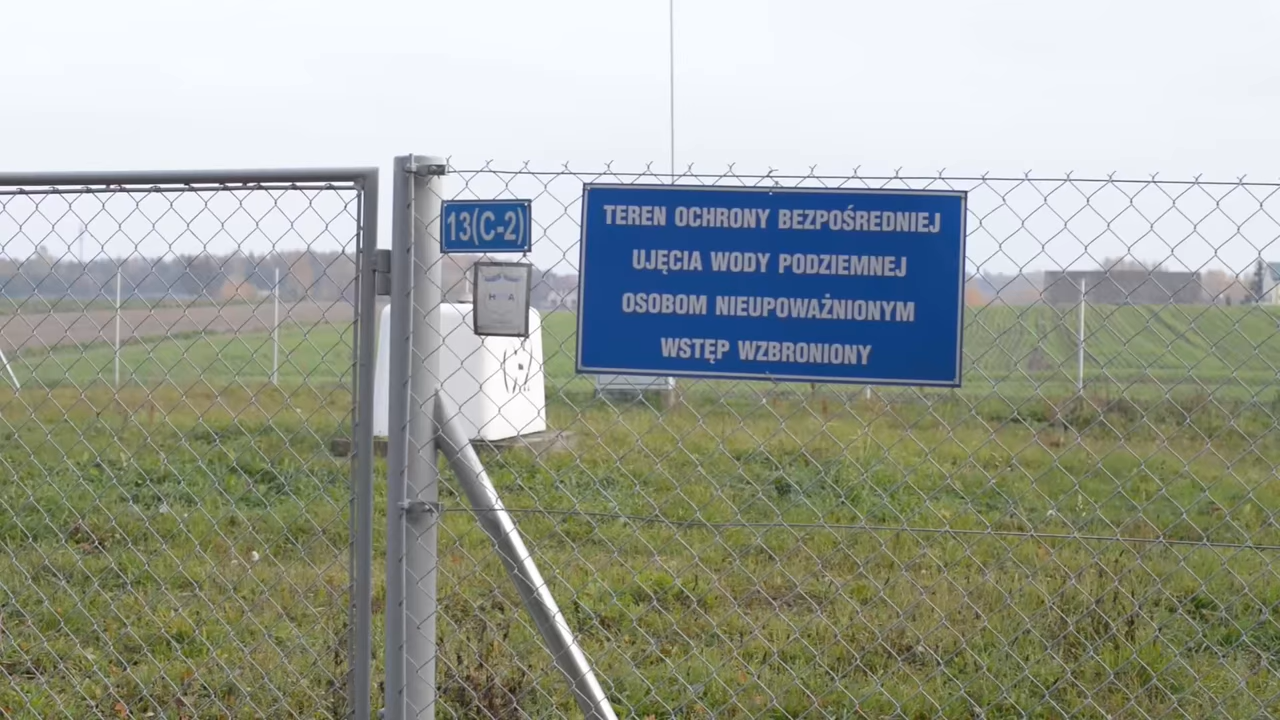 13(C-2)
TEREN OCHRONY BEZPOŚREDNIEJ
UJĘCIA WODY PODZIEMNEJ
OSOBOM NIEUPOWAŻNIONYM
WSTĘP WZBRONIONY
H A